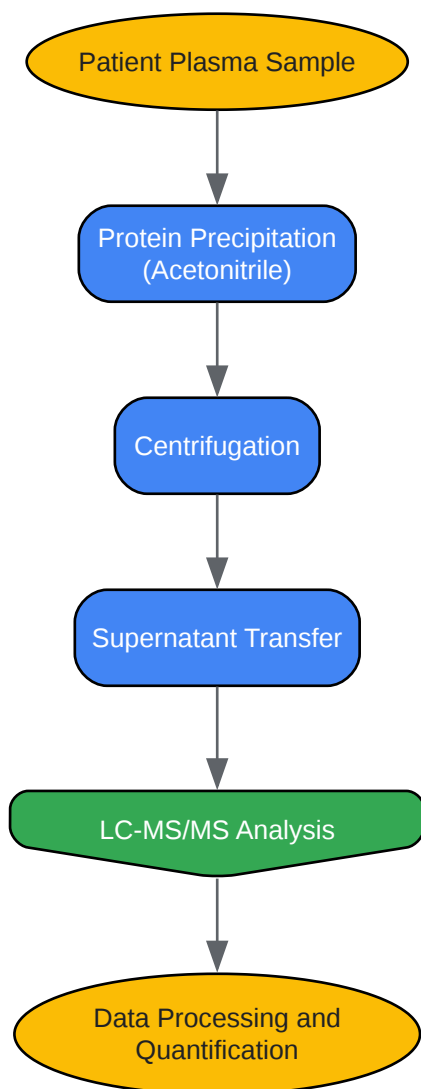 Patient Plasma Sample
Protein Precipitation
(Acetonitrile)
Centrifugation
Supernatant Transfer
LC-MS/MS Analysis
Data Processing and
Quantification